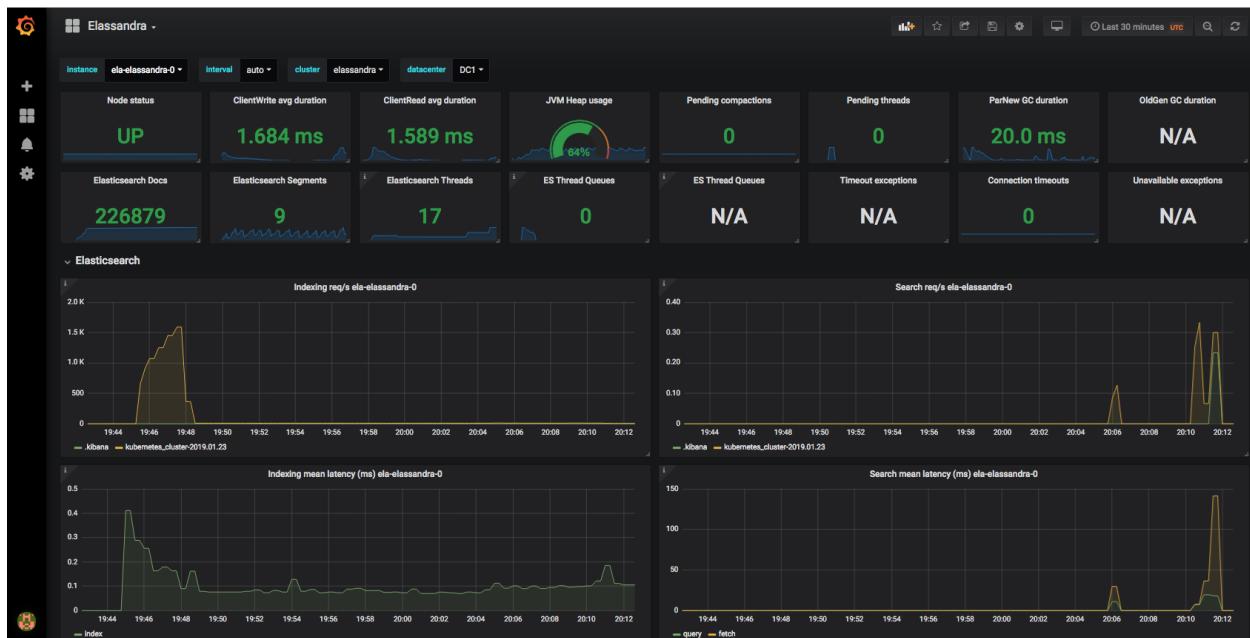 Elassandra
Last 30 minutes UTC
instance ela-elassandra-0 interval auto cluster elassandra datacenter DC1
Node status ClientWrite avg duration ClientRead avg duration JVM Heap usage Pending compactions Pending threads ParNew GC duration OldGen GC duration
UP 1.684 ms 1.589 ms 64% 0 0 20.0 ms N/A
Elasticsearch Docs Elasticsearch Segments Elasticsearch Threads ES Thread Queues ES Thread Queues Timeout exceptions Connection timeouts Unavailable exceptions
226879 9 17 0 N/A N/A 0 N/A
Elasticsearch
Indexing req/s ela-elassandra-0
2.0 K
1.5 K
1.0 K
500
0
19:44 19:46 19:48 19:50 19:52 19:54 19:56 19:58 20:00 20:02 20:04 20:06 20:08 20:10 20:12
.kibana kubernetes_cluster-2019.01.23
Search req/s ela-elassandra-0
0.40
0.30
0.20
0.10
0
19:44 19:46 19:48 19:50 19:52 19:54 19:56 19:58 20:00 20:02 20:04 20:06 20:08 20:10 20:12
.kibana kubernetes_cluster-2019.01.23
Indexing mean latency (ms) ela-elassandra-0
0.5
0.4
0.3
0.2
0.1
0
19:44 19:46 19:48 19:50 19:52 19:54 19:56 19:58 20:00 20:02 20:04 20:06 20:08 20:10 20:12
index
Search mean latency (ms) ela-elassandra-0
150
100
50
0
19:44 19:46 19:48 19:50 19:52 19:54 19:56 19:58 20:00 20:02 20:04 20:06 20:08 20:10 20:12
query fetch